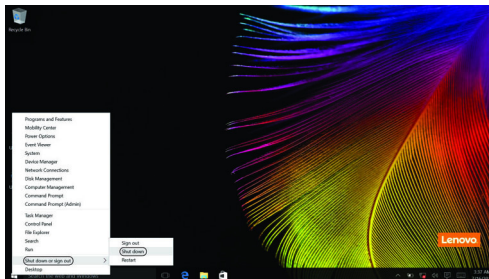 Recycle Bin
Programs and Features
Mobility Center
Power Options
Event Viewer
System
Device Manager
Network Connections
Disk Management
Computer Management
Command Prompt
Command Prompt (Admin)
Task Manager
Control Panel
File Explorer
Search
Run
Shut down or sign out
Desktop
Sign out
Shut down
Restart
Lenovo